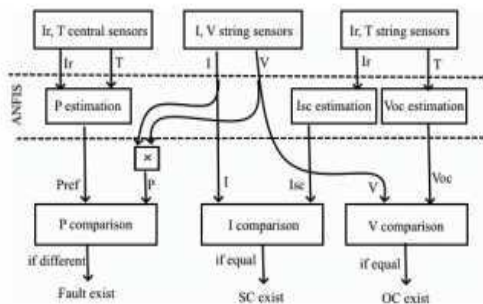 Ir, T central sensors
I, V string sensors
Ir, T string sensors
Ir
T
I
V
Ir
T
ANFIS
P estimation
Isc estimation
Voc estimation
×
Pref
P
I
Isc
V
Voc
P comparison
I comparison
V comparison
if different
if equal
if equal
Fault exist
SC exist
OC exist